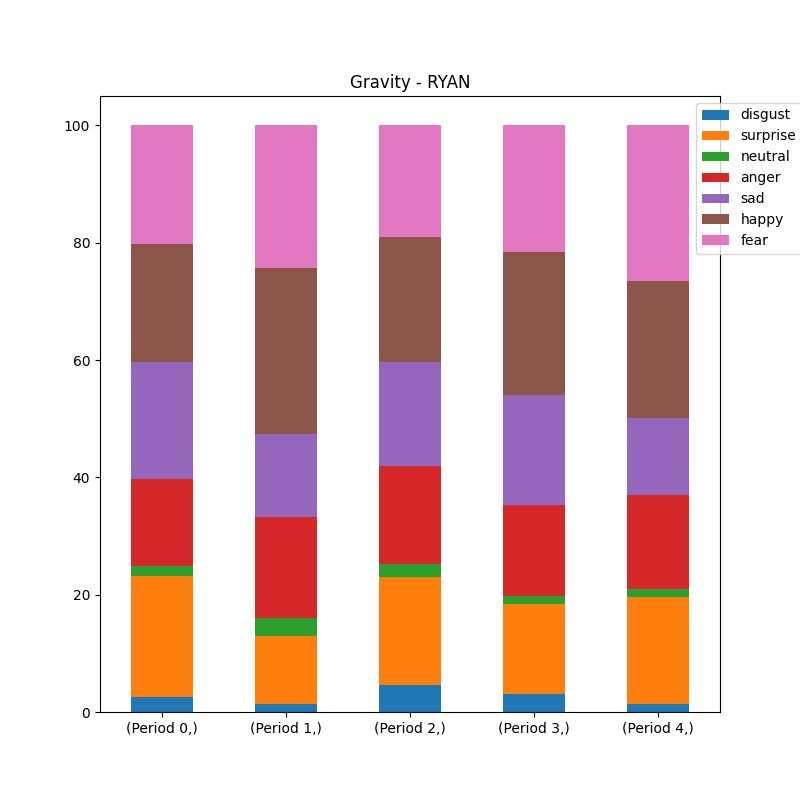 Gravity - RYAN
100
80
60
40
20
0
(Period 0,) (Period 1,) (Period 2,) (Period 3,) (Period 4,)
disgust
surprise
neutral
anger
sad
happy
fear